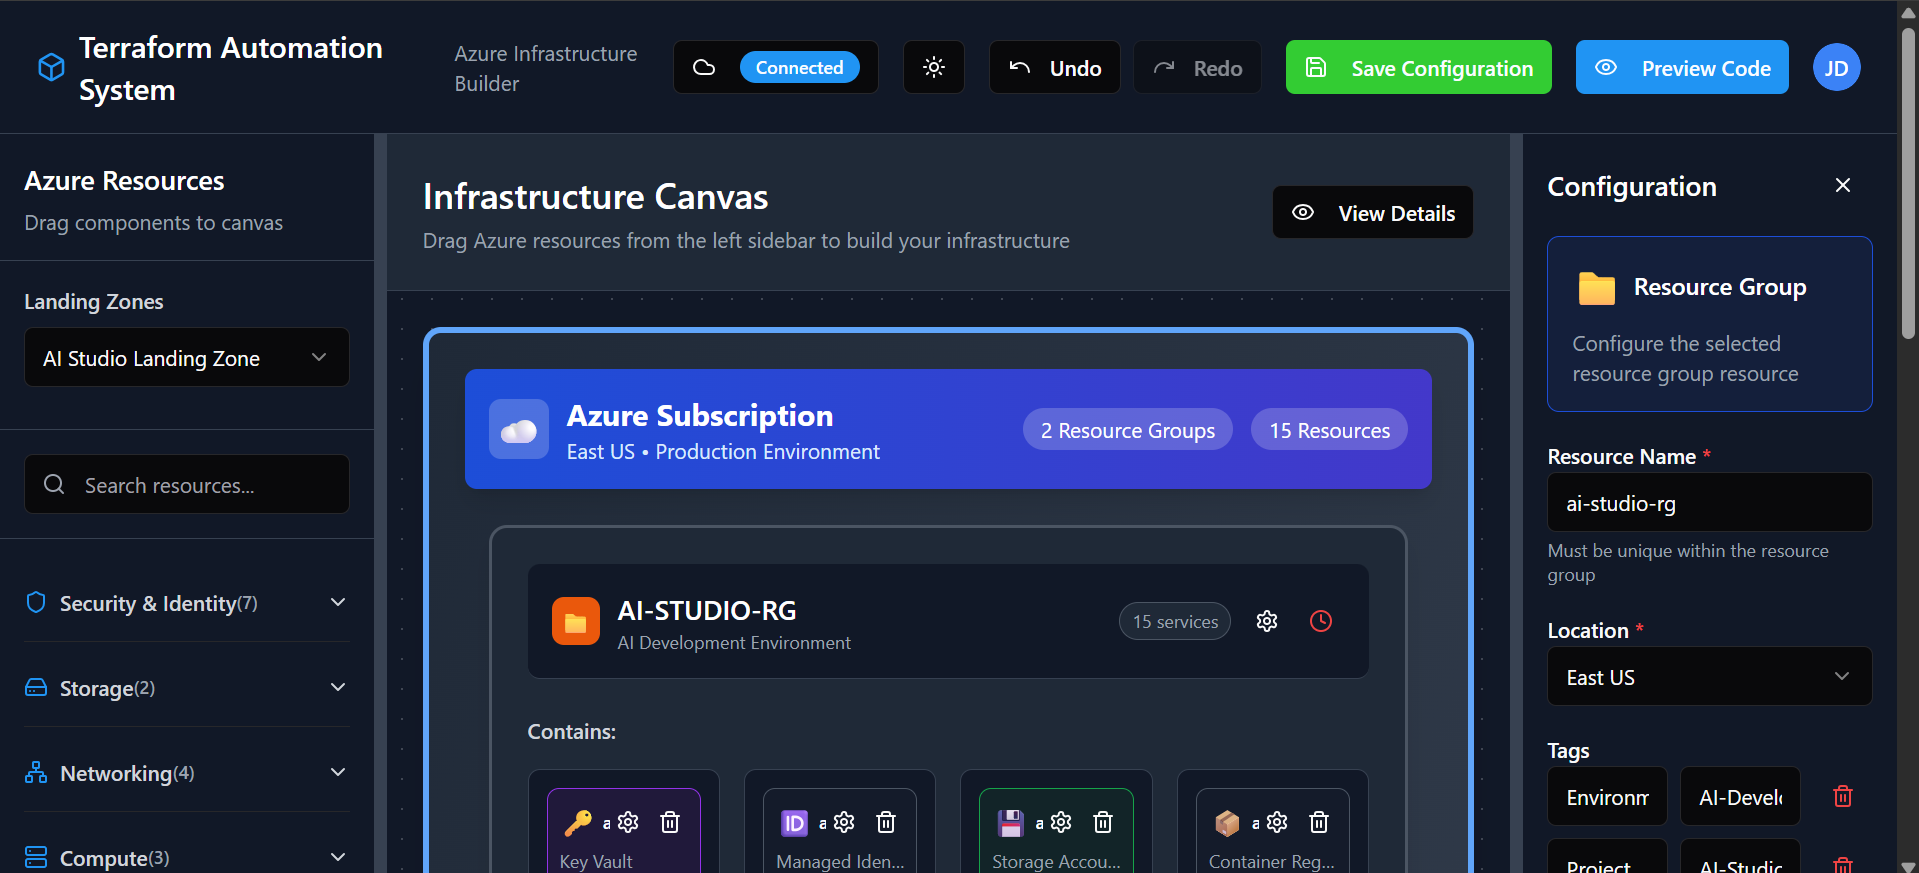 Terraform Automation
System
Azure Infrastructure
Builder
Connected
Undo
Redo
Save Configuration
Preview Code
JD
Azure Resources
Drag components to canvas
Landing Zones
AI Studio Landing Zone
Search resources...
Security & Identity(7)
Storage(2)
Networking(4)
Compute(3)
Infrastructure Canvas
Drag Azure resources from the left sidebar to build your infrastructure
View Details
Azure Subscription
East US • Production Environment
2 Resource Groups
15 Resources
AI-STUDIO-RG
AI Development Environment
15 services
Contains:
a
Key Vault
ID
a
Managed Iden...
a
Storage Accou...
a
Container Reg...
Configuration
Resource Group
Configure the selected
resource group resource
Resource Name *
ai-studio-rg
Must be unique within the resource
group
Location *
East US
Tags
Environm
AI-Devel
Project
AI-Studio